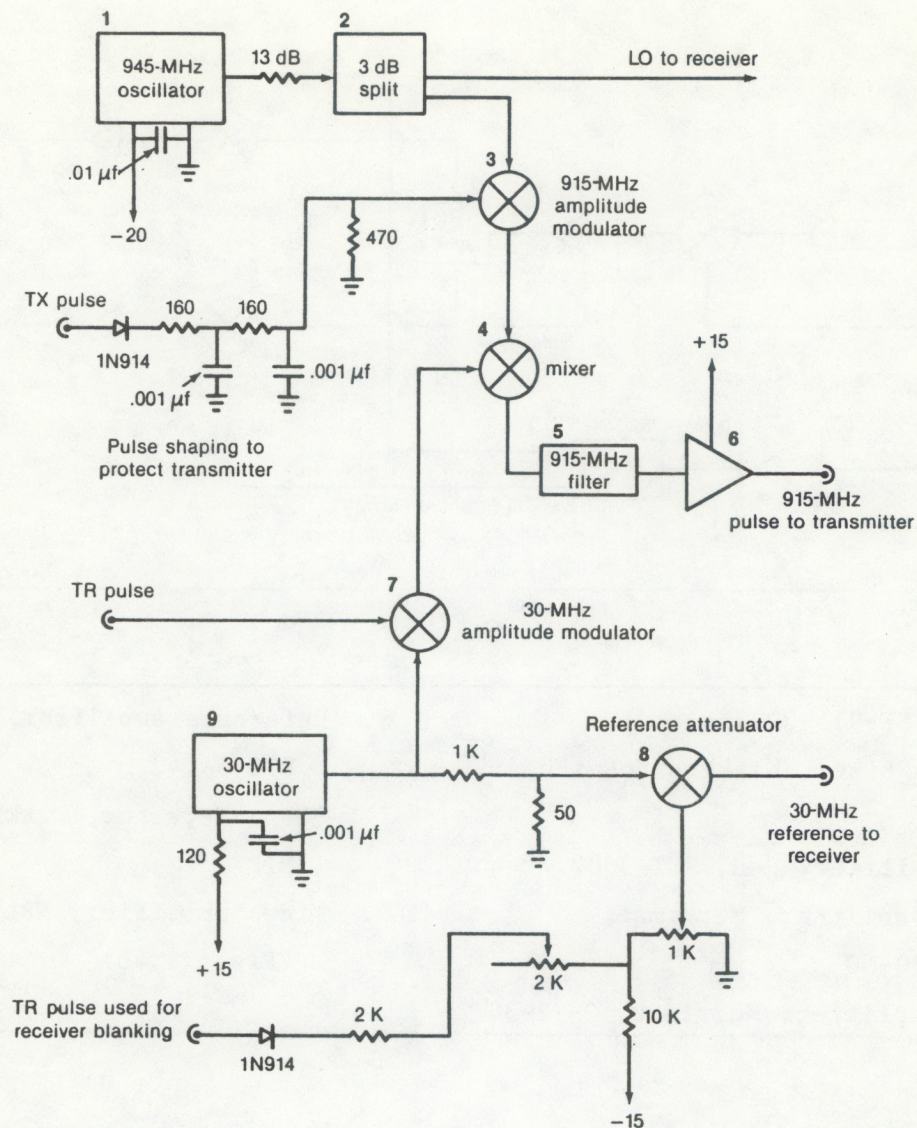 1
945-MHz
oscillator
13 dB
2
3 dB
split
LO to receiver
.01 µf
−20
3
915-MHz
amplitude
modulator
470
TX pulse
1N914
160
160
.001 µf
.001 µf
Pulse shaping to
protect transmitter
4
mixer
+15
5
915-MHz
filter
6
915-MHz
pulse to transmitter
TR pulse
7
30-MHz
amplitude modulator
9
30-MHz
oscillator
1 K
50
Reference attenuator
8
30-MHz
reference to
receiver
.001 µf
120
+15
TR pulse used for
receiver blanking
1N914
2 K
2 K
1 K
10 K
−15